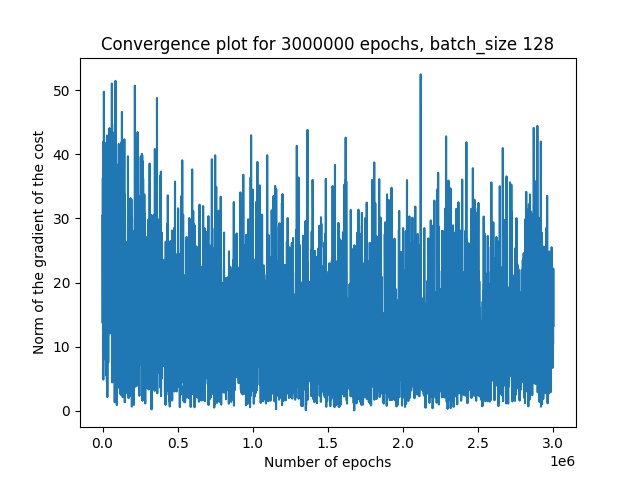 Convergence plot for 3000000 epochs, batch_size 128
Norm of the gradient of the cost
50
40
30
20
10
0
0.0 0.5 1.0 1.5 2.0 2.5 3.0
1e6
Number of epochs